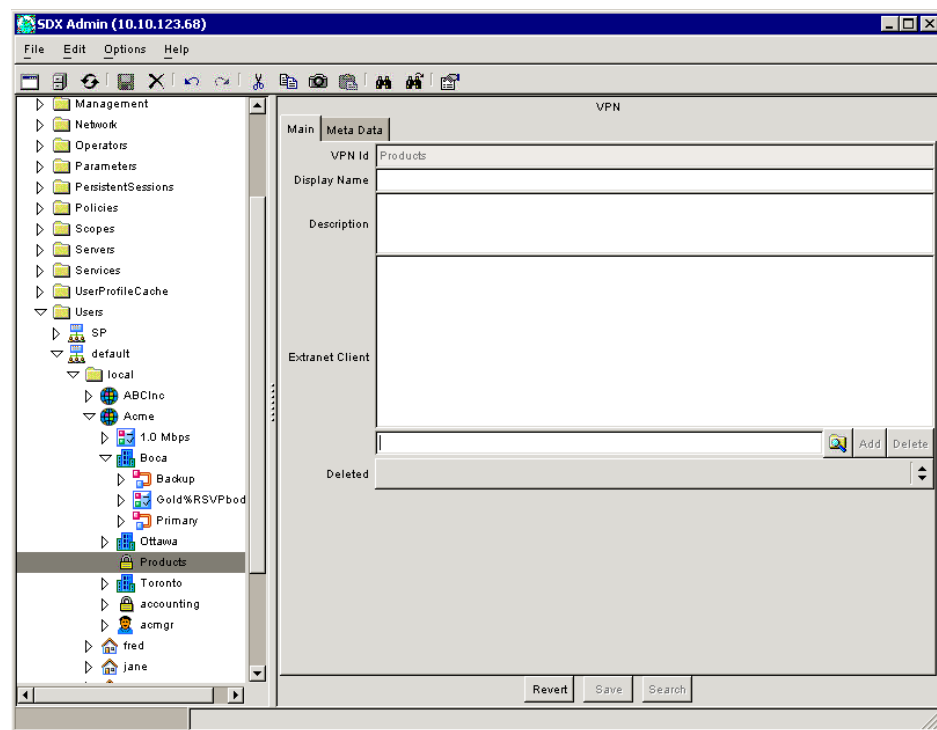 SDX Admin (10.10.123.68)
File Edit Options Help
Management
Network
Operators
Parameters
PersistentSessions
Policies
Scopes
Servers
Services
UserProfileCache
Users
SP
default
local
ABCInc
Acme
1.0 Mbps
Boca
Backup
Gold%RSVPbod
Primary
Ottawa
Products
Toronto
accounting
acmgr
fred
jane
VPN
Main Meta Data
VPN Id Products
Display Name
Description
Extranet Client
Add Delete
Deleted
Revert Save Search